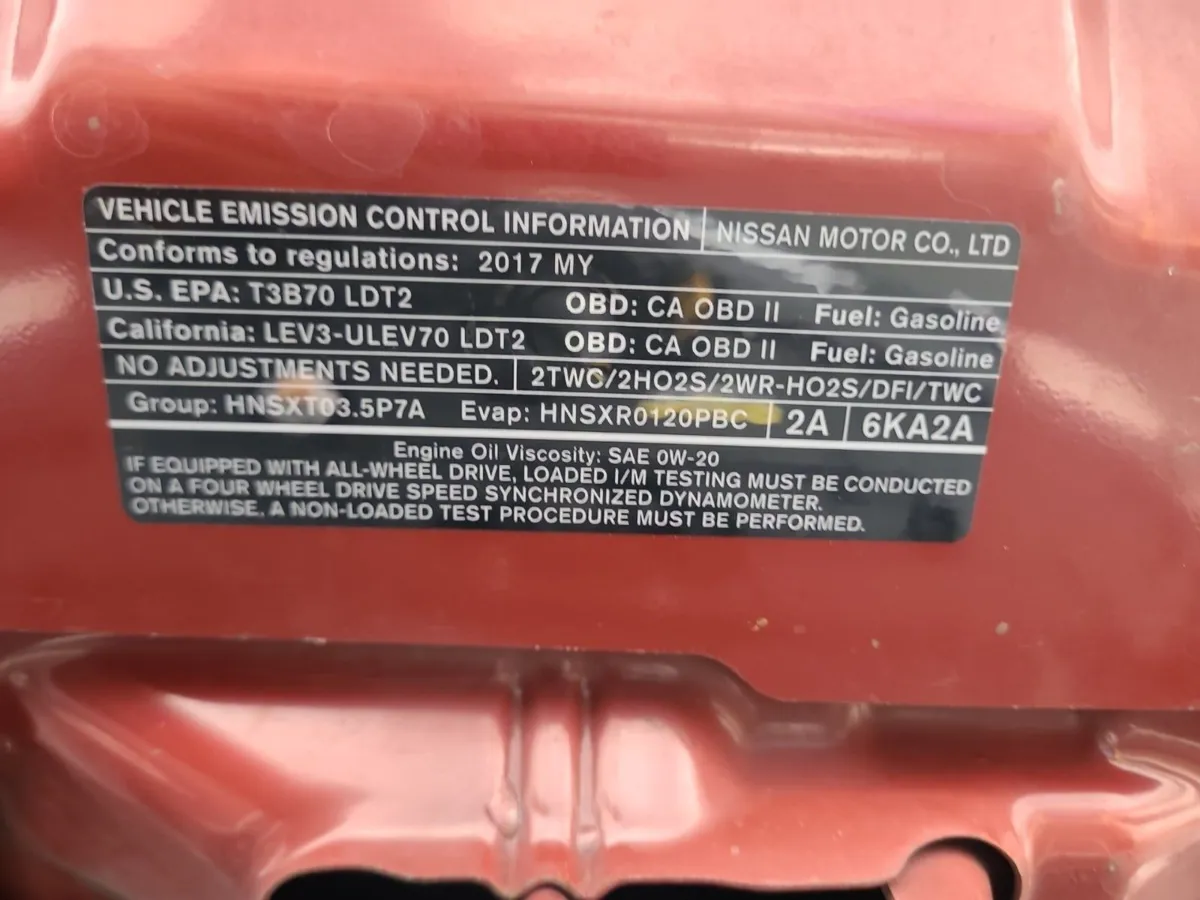 VEHICLE EMISSION CONTROL INFORMATION NISSAN MOTOR CO., LTD
Conforms to regulations: 2017 MY
U.S. EPA: T3B70 LDT2 OBD: CA OBD II Fuel: Gasoline
California: LEV3-ULEV70 LDT2 OBD: CA OBD II Fuel: Gasoline
NO ADJUSTMENTS NEEDED. 2TWC/2HO2S/2WR-HO2S/DFI/TWC
Group: HNSXT03.5P7A Evap: HNSXR0120PBC 2A 6KA2A
Engine Oil Viscosity: SAE 0W-20
IF EQUIPPED WITH ALL-WHEEL DRIVE, LOADED I/M TESTING MUST BE CONDUCTED
ON A FOUR WHEEL DRIVE SPEED SYNCHRONIZED DYNAMOMETER.
OTHERWISE, A NON-LOADED TEST PROCEDURE MUST BE PERFORMED.